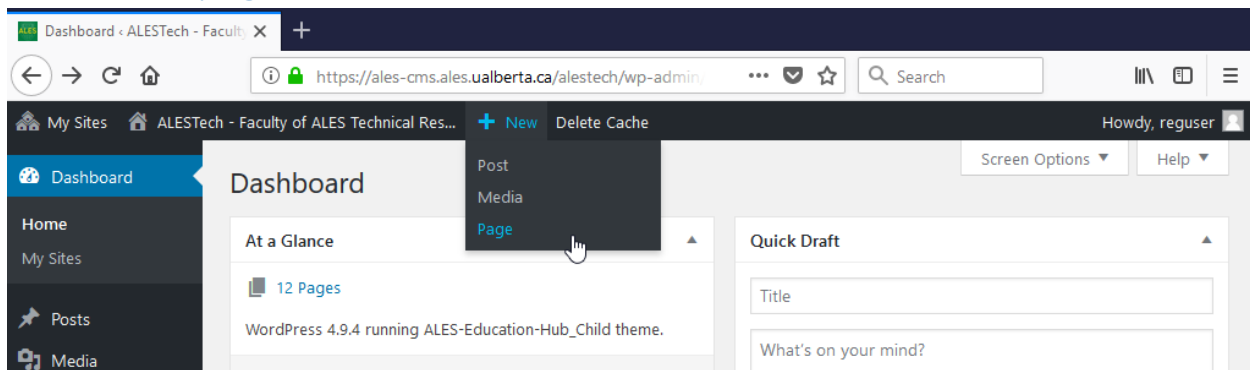 Dashboard ‹ ALESTech - Facult
https://ales-cms.ales.ualberta.ca/alestech/wp-admin/
Search
My Sites ALESTech - Faculty of ALES Technical Res... New Delete Cache Howdy, reguser
Post
Media
Page
Screen Options Help
Dashboard
Home
My Sites
Posts
Media
Dashboard
At a Glance
12 Pages
WordPress 4.9.4 running ALES-Education-Hub_Child theme.
Quick Draft
Title
What's on your mind?